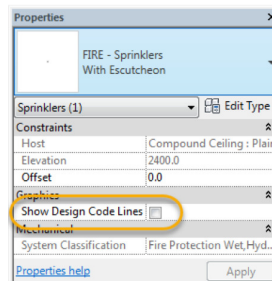 Properties
FIRE - Sprinklers
With Escutcheon
Sprinklers (1) Edit Type
Constraints
Host Compound Ceiling : Plai
Elevation 2400.0
Offset 0.0
Graphics
Show Design Code Lines
Mechanical
System Classification Fire Protection Wet,Hyd..
Properties help Apply